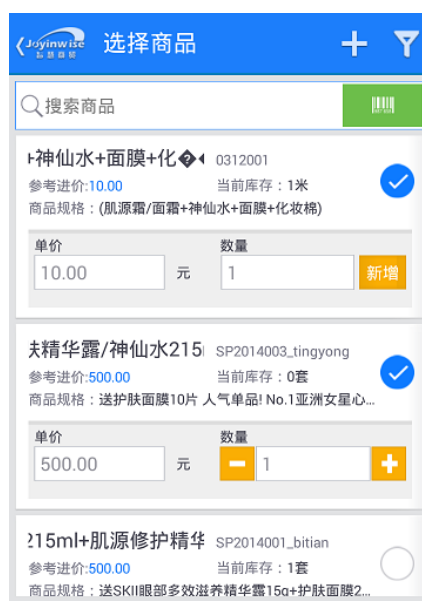 Joyinwise 选择商品
搜索商品
神仙水+面膜+化 0312001
参考进价:10.00 当前库存：1米
商品规格：(肌源霜/面霜+神仙水+面膜+化妆棉)
单价 数量
10.00 元 1 新增
精华露/神仙水215 SP2014003_tingyong
参考进价:500.00 当前库存：0套
商品规格：送护肤面膜10片 人气单品! No.1亚洲女星心...
单价 数量
500.00 元 1
215ml+肌源修护精华 SP2014001_bitian
参考进价:500.00 当前库存：1套
商品规格：送SKII眼部多效滋养精华露15g+护肤面膜2...